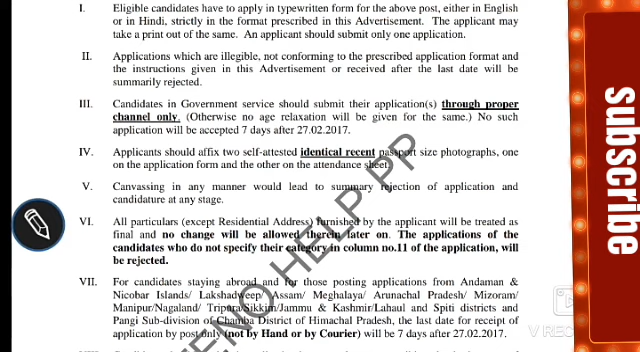 I. Eligible candidates have to apply in typewritten form for the above post, either in English
or in Hindi, strictly in the format prescribed in this Advertisement. The applicant may
take a print out of the same. An applicant should submit only one application.
II. Applications which are illegible, not conforming to the prescribed application format and
the instructions given in this Advertisement or received after the last date will be
summarily rejected.
III. Candidates in Government service should submit their application(s) through proper
channel only. (Otherwise no age relaxation will be given for the same.) No such
application will be accepted 7 days after 27.02.2017.
IV. Applicants should affix two self-attested identical recent passport size photographs, one
on the application form and the other on the attendance sheet.
V. Canvassing in any manner would lead to summary rejection of application and
candidature at any stage.
VI. All particulars (except Residential Address) furnished by the applicant will be treated as
final and no change will be allowed therein later on. The applications of the
candidates who do not specify their category in column no.11 of the application, will
be rejected.
VII. For candidates staying abroad and for those posting applications from Andaman &
Nicobar Islands/ Lakshadweep/ Assam/ Meghalaya/ Arunachal Pradesh/ Mizoram/
Manipur/Nagaland/ Tripura/Sikkim/Jammu & Kashmir/Lahaul and Spiti districts and
Pangi Sub-division of Chamba District of Himachal Pradesh, the last date for receipt of
application by post only (not by Hand or by Courier) will be 7 days after 27.02.2017.
HELP PP
subscribe